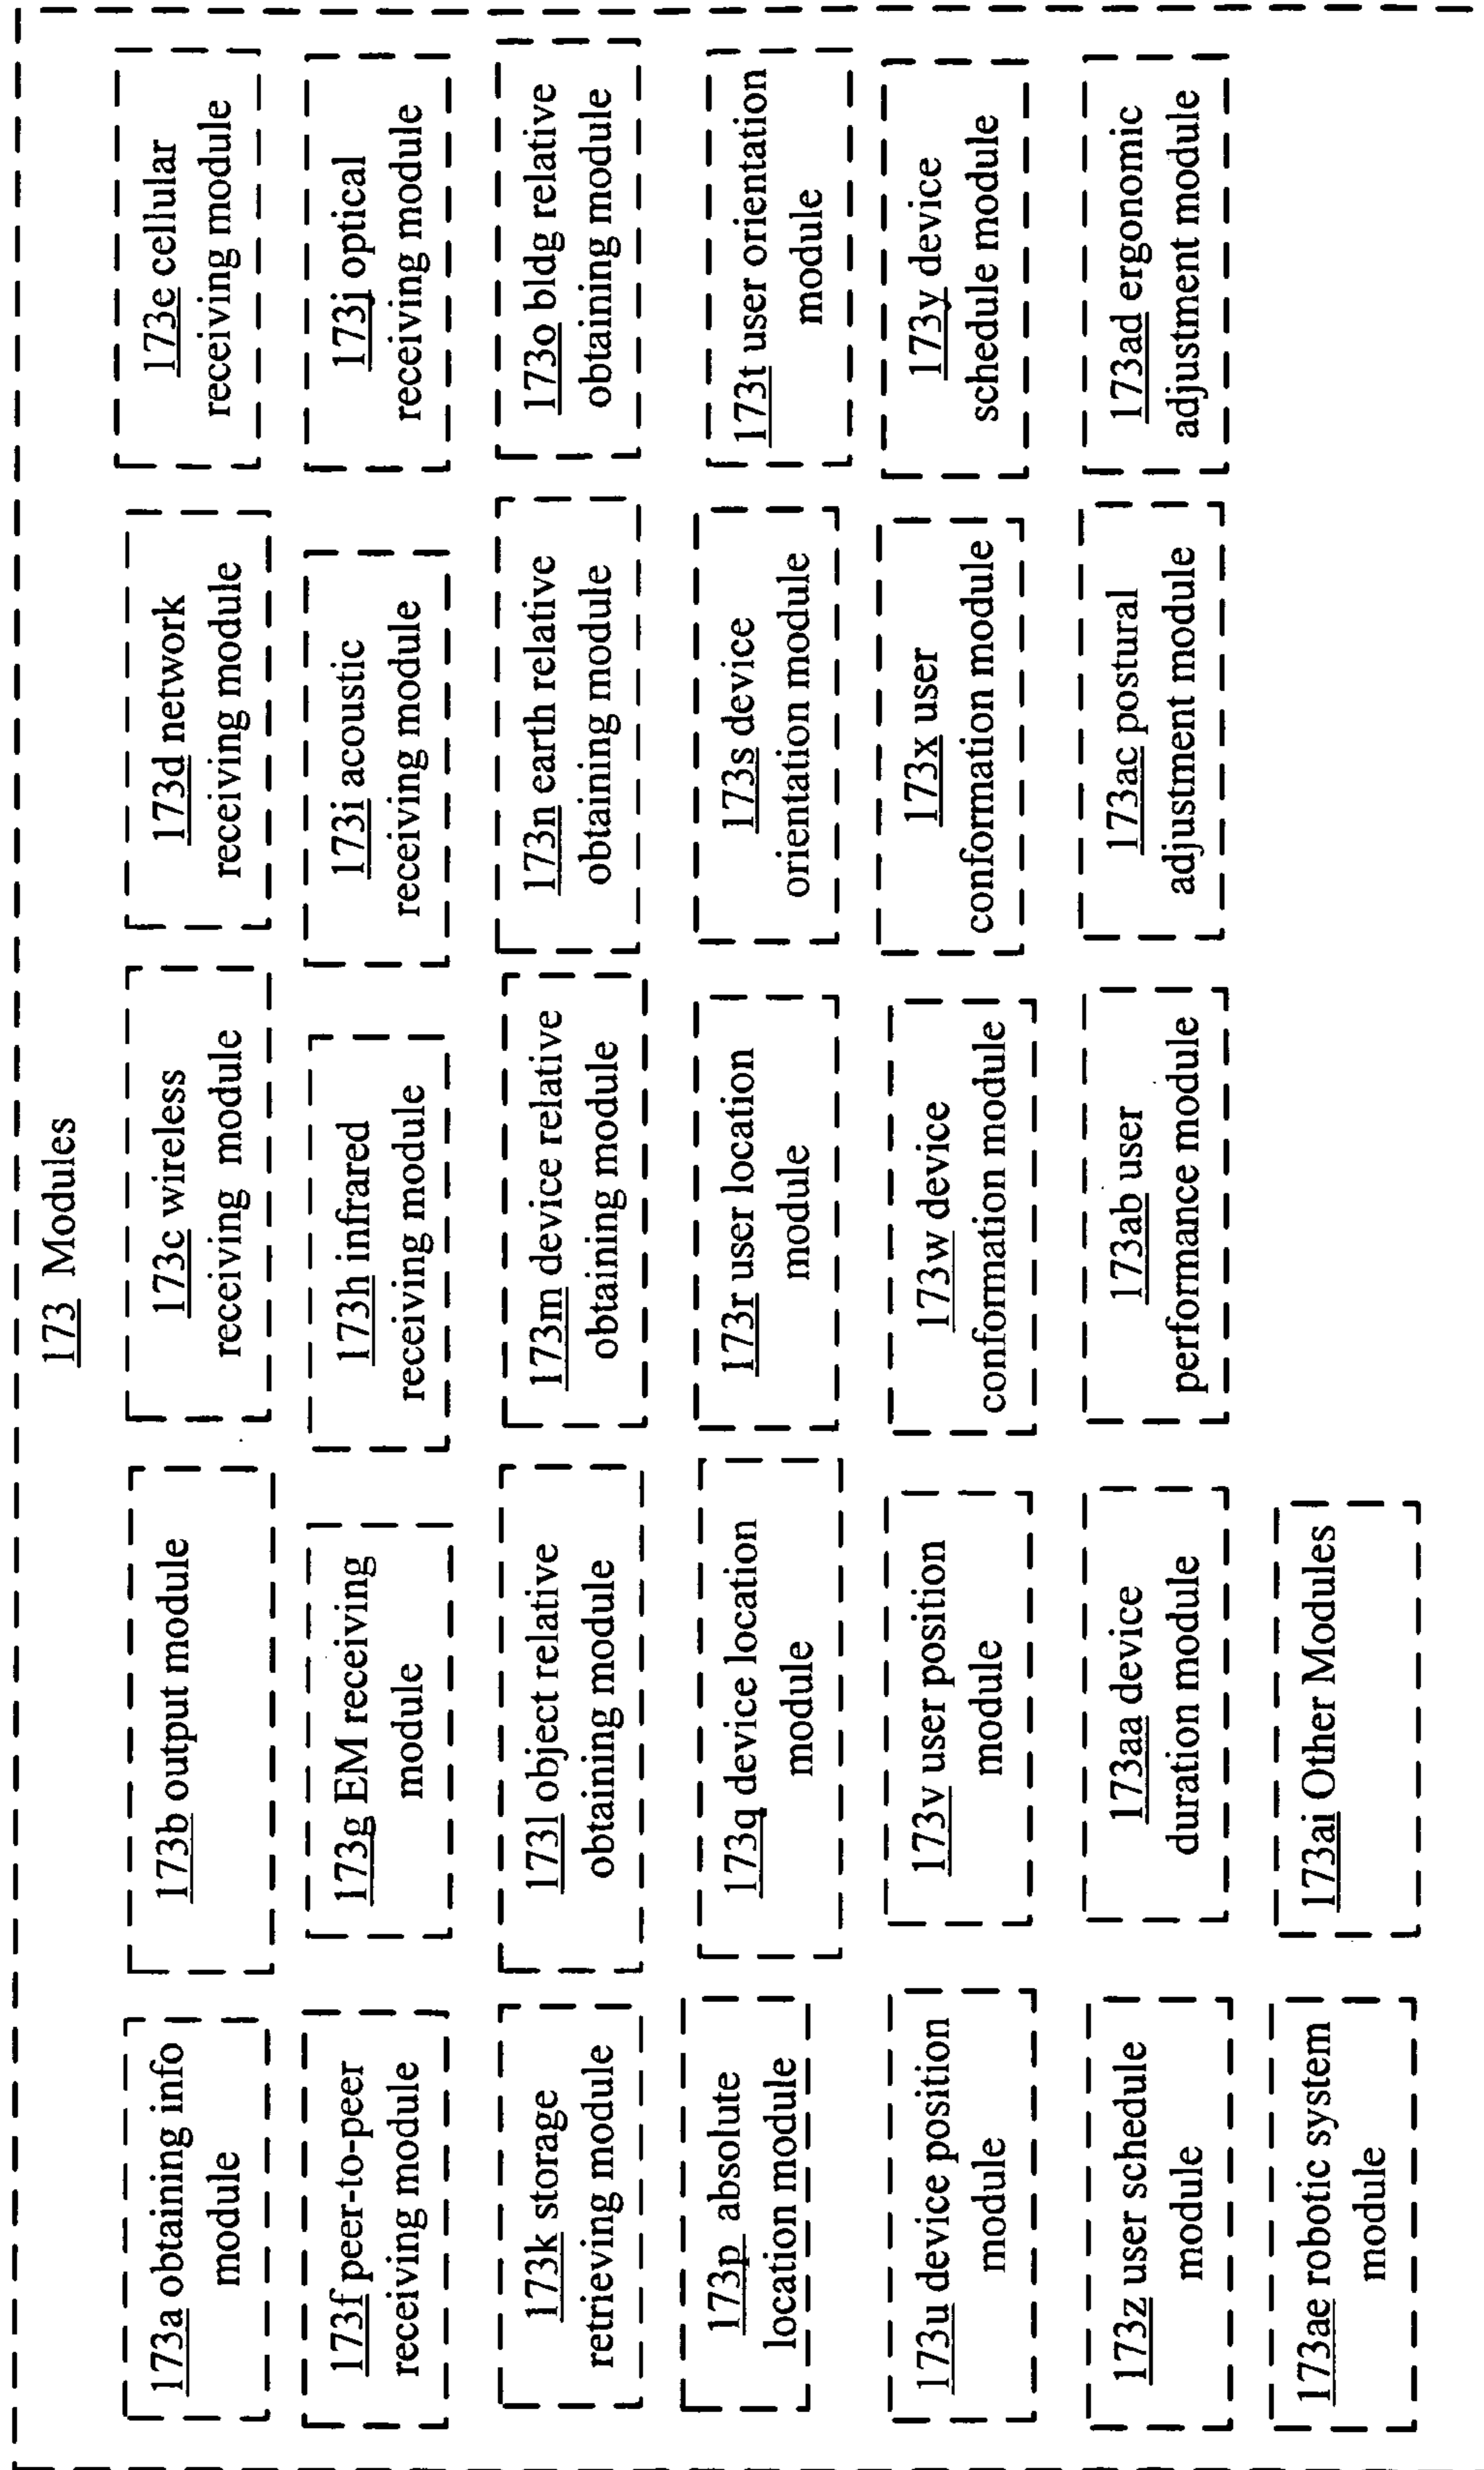 173 Modules
173a obtaining info
module
173b output module
173c wireless
receiving module
173d network
receiving module
173e cellular
receiving module
173f peer-to-peer
receiving module
173g EM receiving
module
173h infrared
receiving module
173i acoustic
receiving module
173j optical
receiving module
173k storage
retrieving module
173l object relative
obtaining module
173m device relative
obtaining module
173n earth relative
obtaining module
173o bldg relative
obtaining module
173p absolute
location module
173q device location
module
173r user location
module
173s device
orientation module
173t user orientation
module
173u device position
module
173v user position
module
173w device
conformation module
173x user
conformation module
173y device
schedule module
173z user schedule
module
173aa device
duration module
173ab user
performance module
173ac postural
adjustment module
173ad ergonomic
adjustment module
173ae robotic system
module
173ai Other Modules